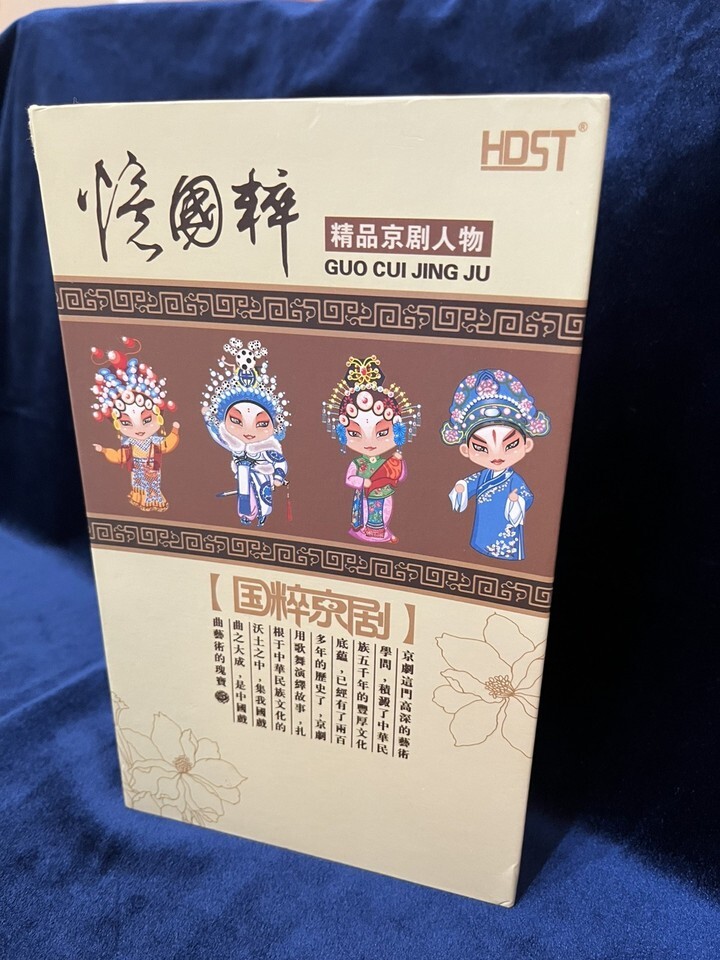 HDST®
憶國粹
精品京剧人物
GUO CUI JING JU
【国粹京剧】
京劇這門高深的藝術
學問，積澱了中華民
族五千年的豐厚文化
底蘊，已經有了兩百
多年的歷史了，京劇
用歌舞演繹故事，扎
根于中華民族文化的
沃土之中，集我國戲
曲之大成，是中國戲
曲藝術的瑰寶